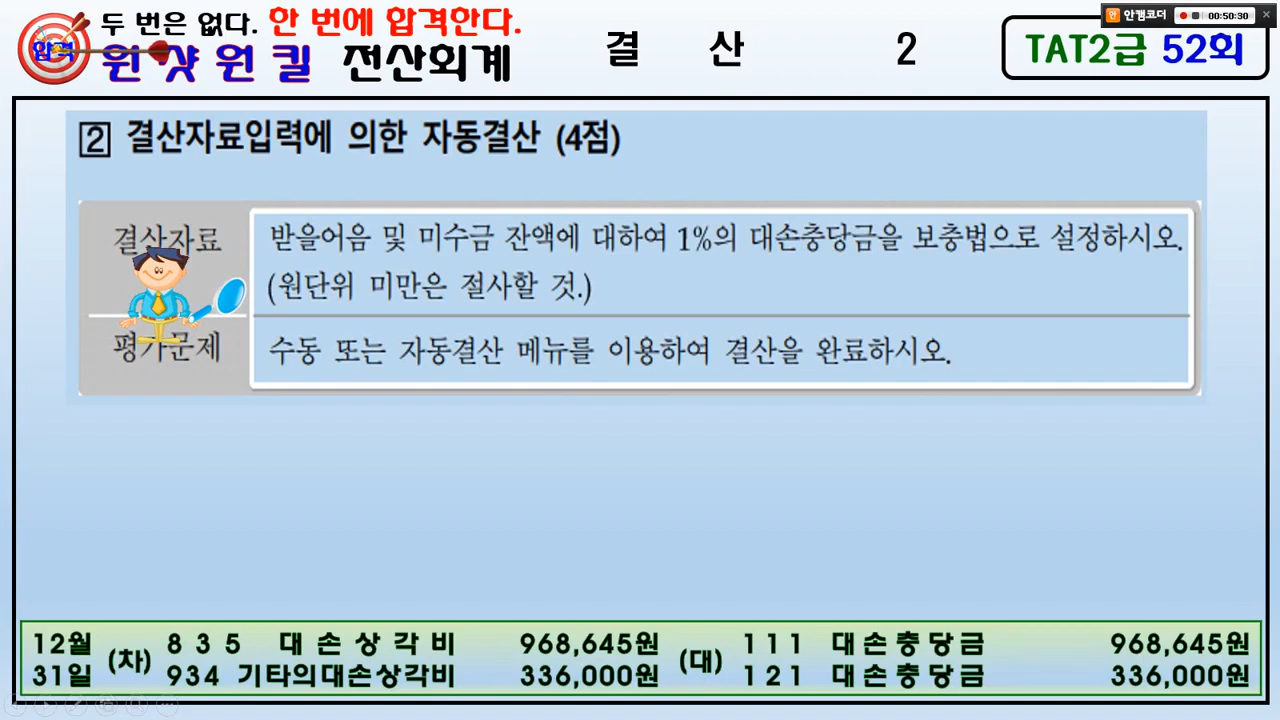 두 번은 없다. 한 번에 합격한다.
합격
원 샷 원 킬 전산회계
결 산 2
안캠코더 00:50:30
TAT2급 52회
2 결산자료입력에 의한 자동결산 (4점)
결산자료
받을어음 및 미수금 잔액에 대하여 1%의 대손충당금을 보충법으로 설정하시오.
(원단위 미만은 절사할 것.)
평가문제
수동 또는 자동결산 메뉴를 이용하여 결산을 완료하시오.
12월 31일 (차) 835 대손상각비 968,645원 (대) 111 대손충당금 968,645원
934 기타의대손상각비 336,000원 121 대손충당금 336,000원